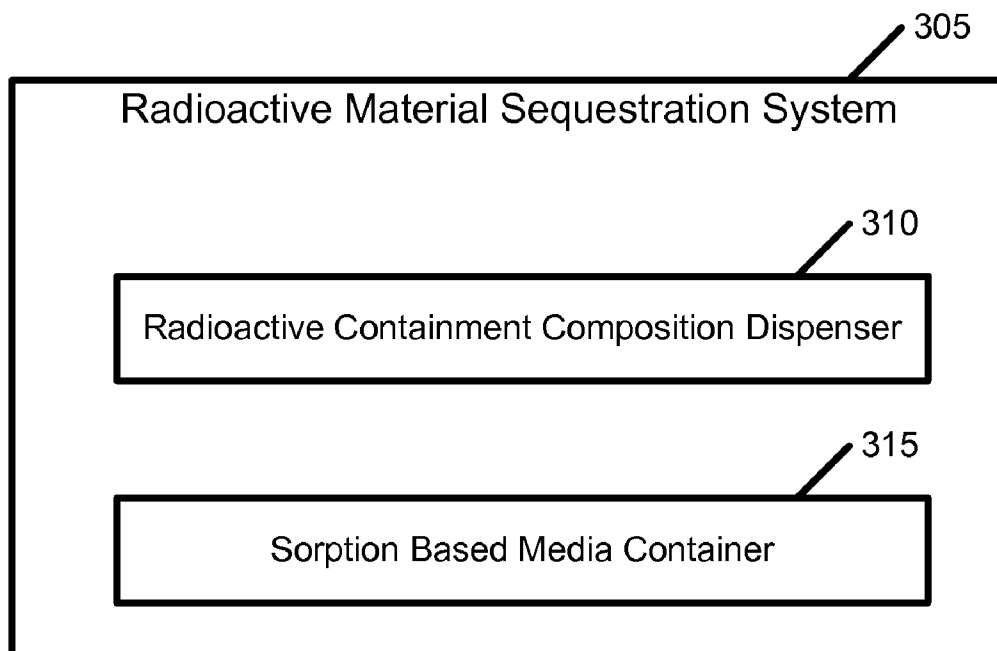 305
Radioactive Material Sequestration System
310
Radioactive Containment Composition Dispenser
315
Sorption Based Media Container